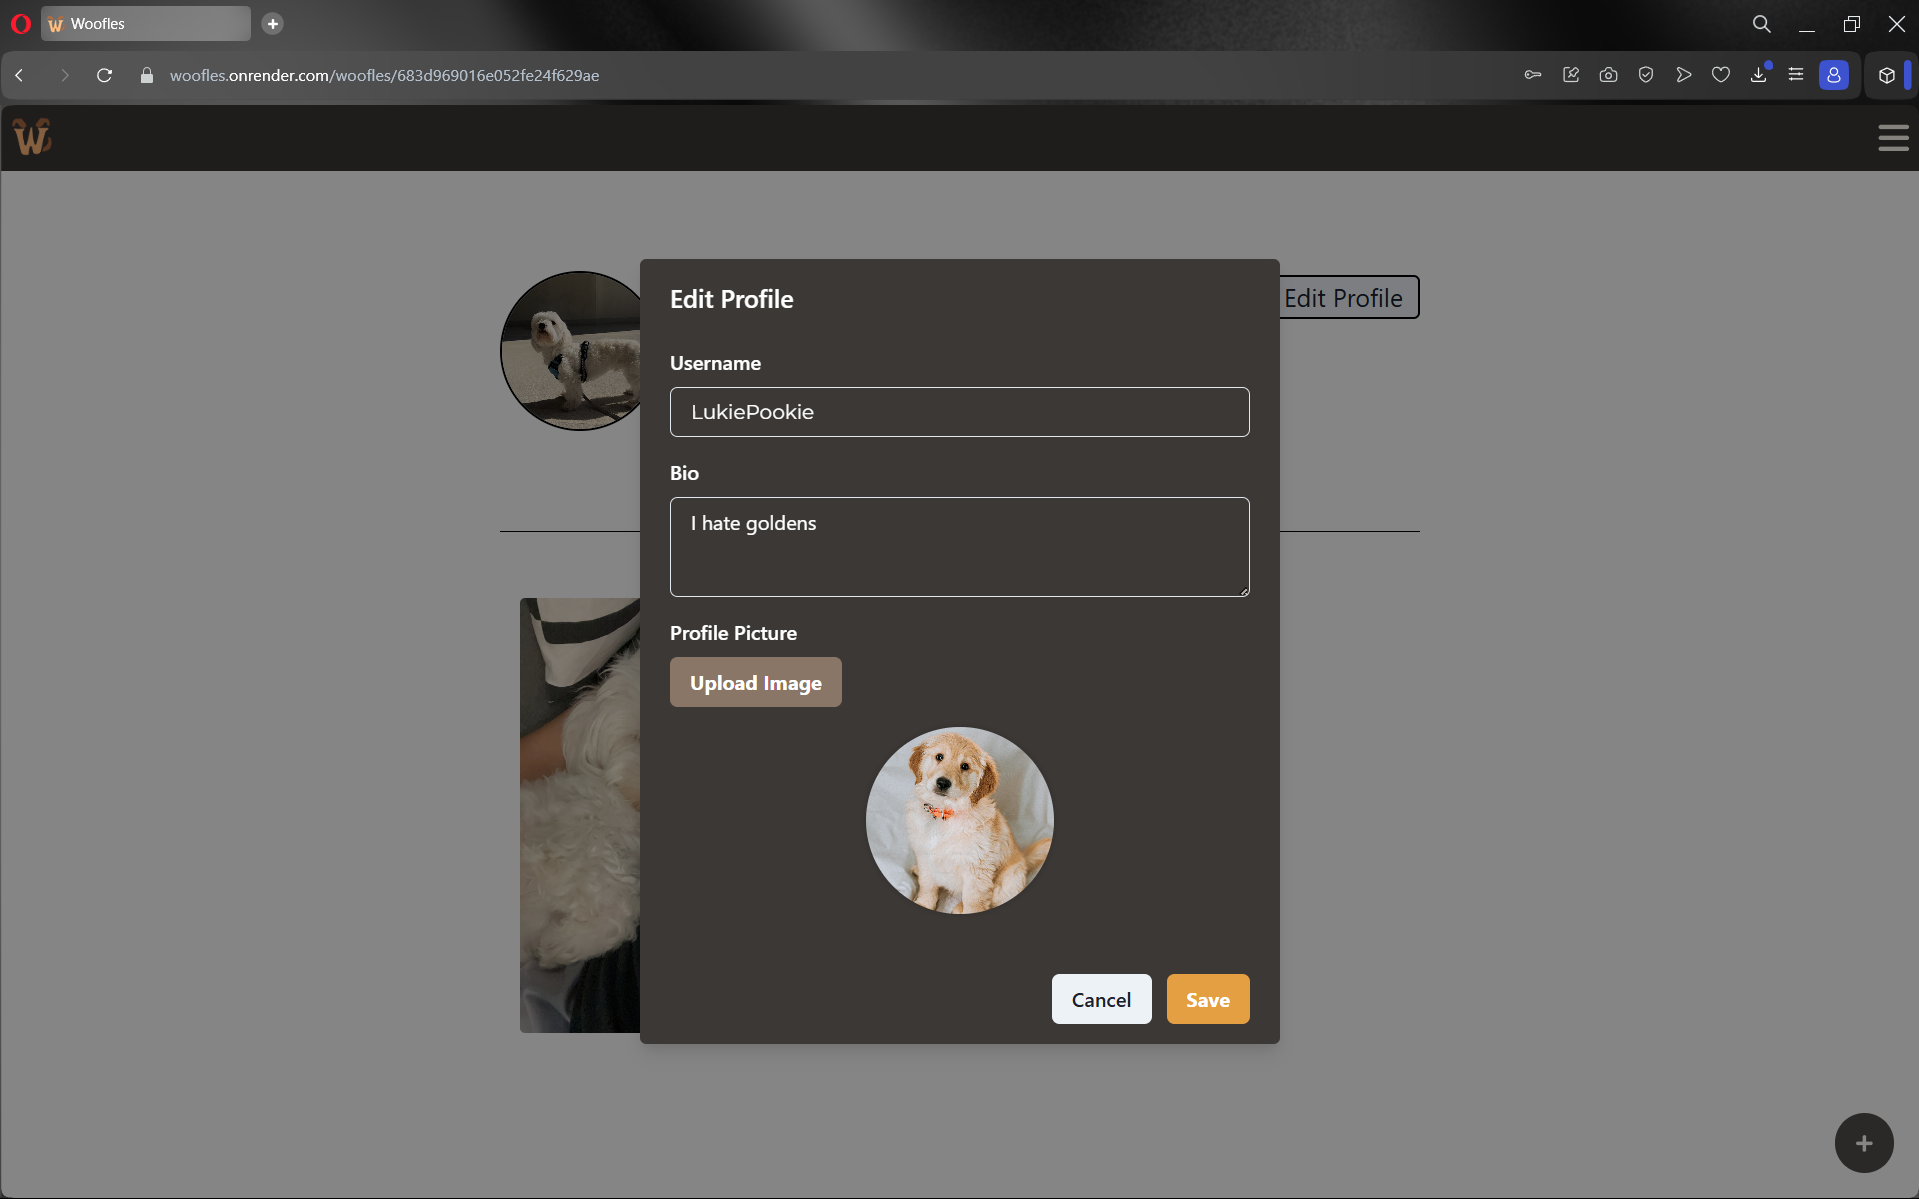 Woofles
woofles.onrender.com/woofles/683d969016e052fe24f629ae
W
Edit Profile
Edit Profile
Username
LukiePookie
Bio
I hate goldens
Profile Picture
Upload Image
Cancel
Save